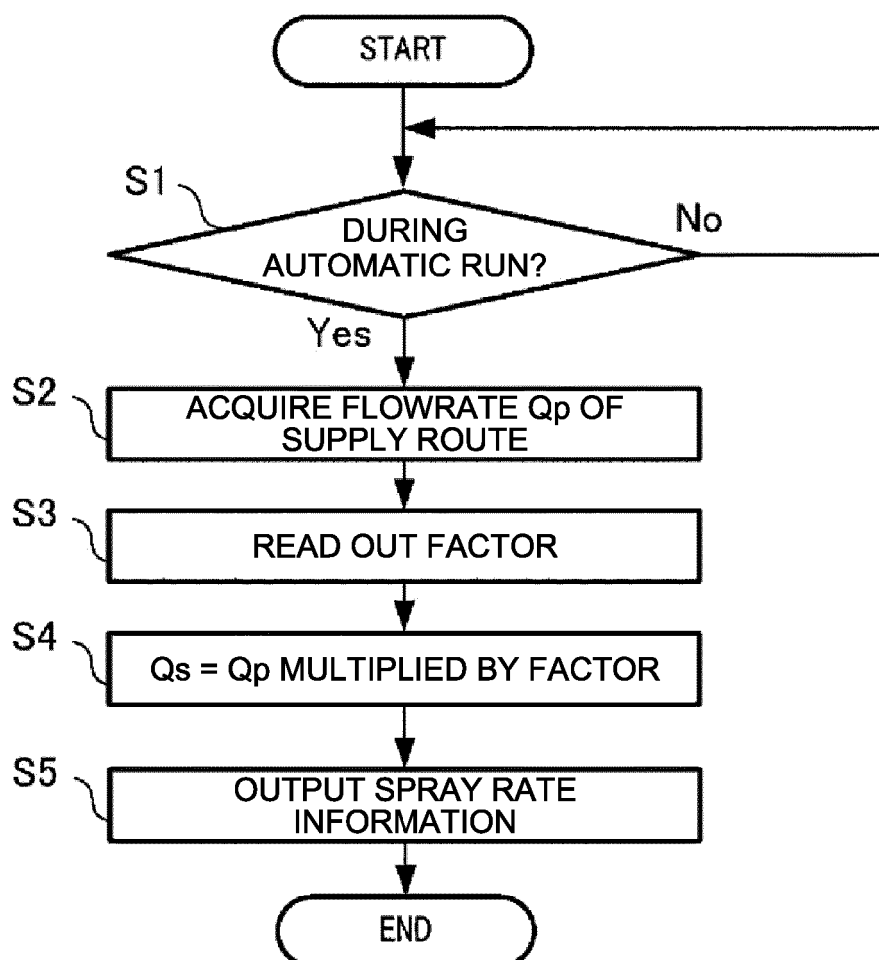 START
S1
DURING
AUTOMATIC RUN?
No
Yes
S2
ACQUIRE FLOWRATE Qp OF
SUPPLY ROUTE
S3
READ OUT FACTOR
S4
Qs = Qp MULTIPLIED BY FACTOR
S5
OUTPUT SPRAY RATE
INFORMATION
END